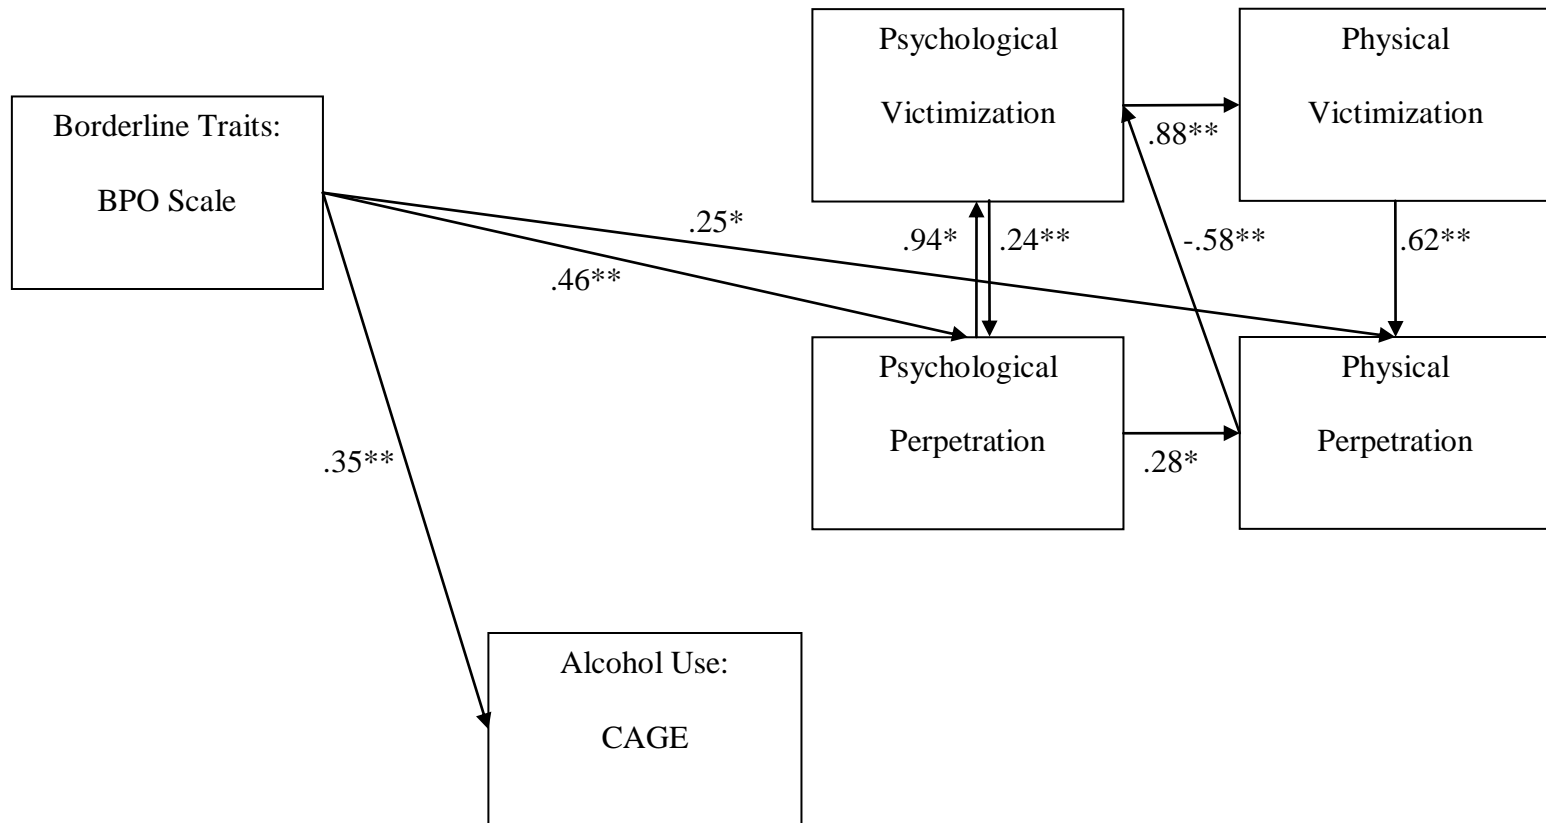 Psychological
Victimization
Physical
Victimization
Borderline Traits:
BPO Scale
.88**
.25*
.94*
.24**
-.58**
.62**
.46**
Psychological
Perpetration
Physical
Perpetration
.35**
.28*
Alcohol Use:
CAGE